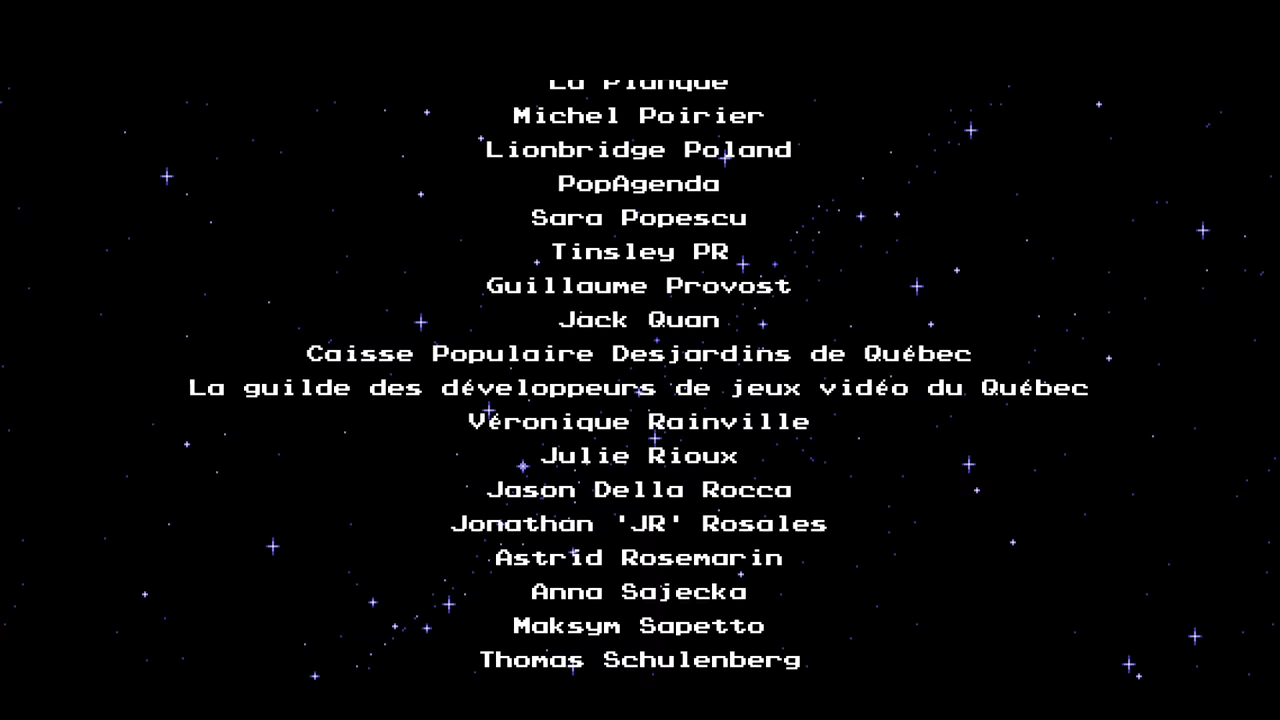 La Planque
Michel Poirier
Lionbridge Poland
PopAgenda
Sara Popescu
Tinsley PR
Guillaume Provost
Jack Quan
Caisse Populaire Desjardins de Québec
La guilde des développeurs de jeux vidéo du Québec
Véronique Rainville
Julie Rioux
Jason Della Rocca
Jonathan 'JR' Rosales
Astrid Rosemarin
Anna Sajecka
Maksym Sapetto
Thomas Schulenberg